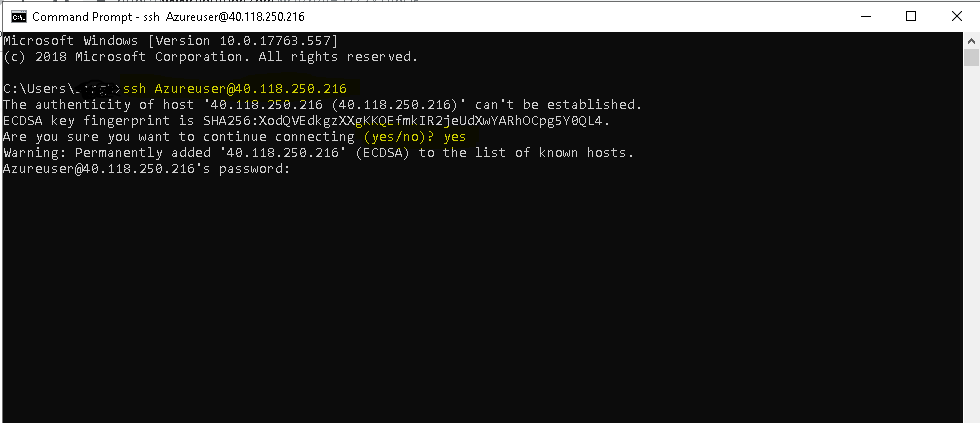 Command Prompt - ssh Azureuser@40.118.250.216
Microsoft Windows [Version 10.0.17763.557]
(c) 2018 Microsoft Corporation. All rights reserved.
C:\Users\ >ssh Azureuser@40.118.250.216
The authenticity of host '40.118.250.216 (40.118.250.216)' can't be established.
ECDSA key fingerprint is SHA256:XodQVEdkgzXXgKKQEfmkIR2jeUdXwYARhOCpg5Y0QL4.
Are you sure you want to continue connecting (yes/no)? yes
Warning: Permanently added '40.118.250.216' (ECDSA) to the list of known hosts.
Azureuser@40.118.250.216's password: